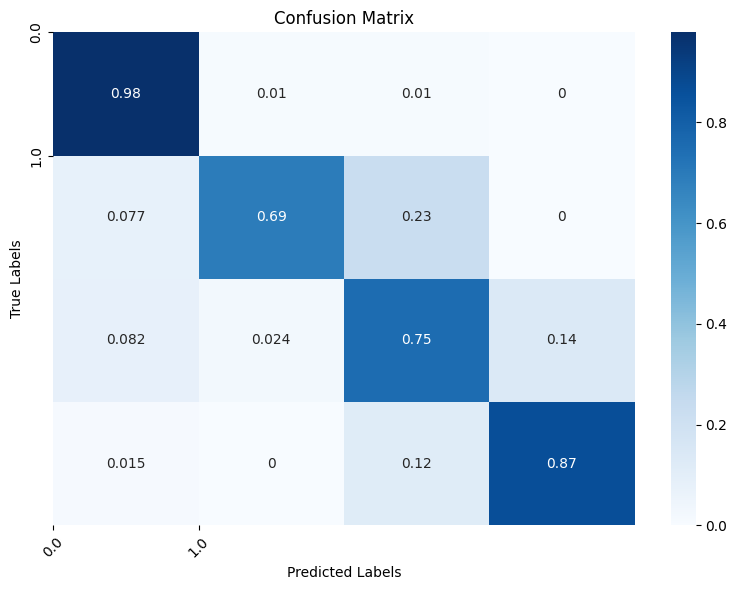 Confusion Matrix
True Labels
0.0
1.0
0.98 0.01 0.01 0
0.077 0.69 0.23 0
0.082 0.024 0.75 0.14
0.015 0 0.12 0.87
0.0 1.0
Predicted Labels
0.8
0.6
0.4
0.2
0.0